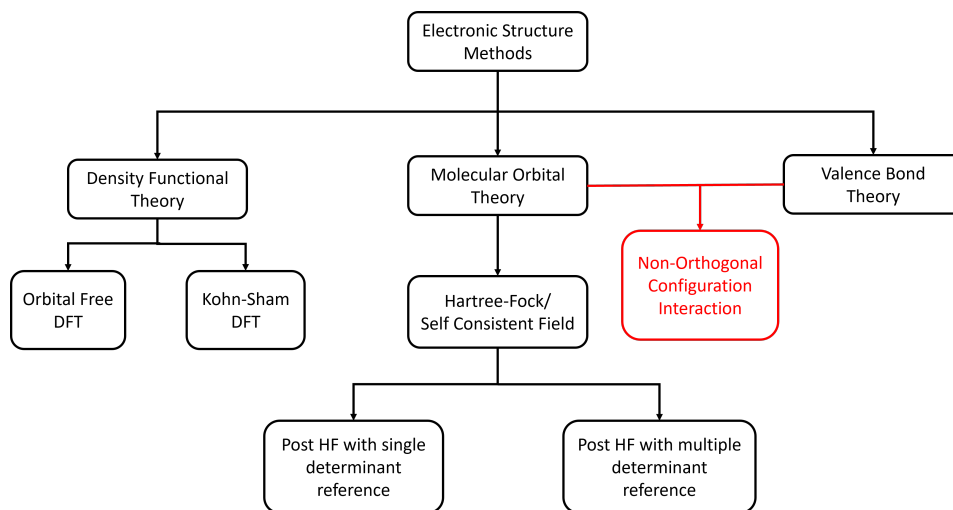 Electronic Structure
Methods
Density Functional
Theory
Molecular Orbital
Theory
Valence Bond
Theory
Non-Orthogonal
Configuration
Interaction
Orbital Free
DFT
Kohn-Sham
DFT
Hartree-Fock/
Self Consistent Field
Post HF with single
determinant
reference
Post HF with multiple
determinant
reference